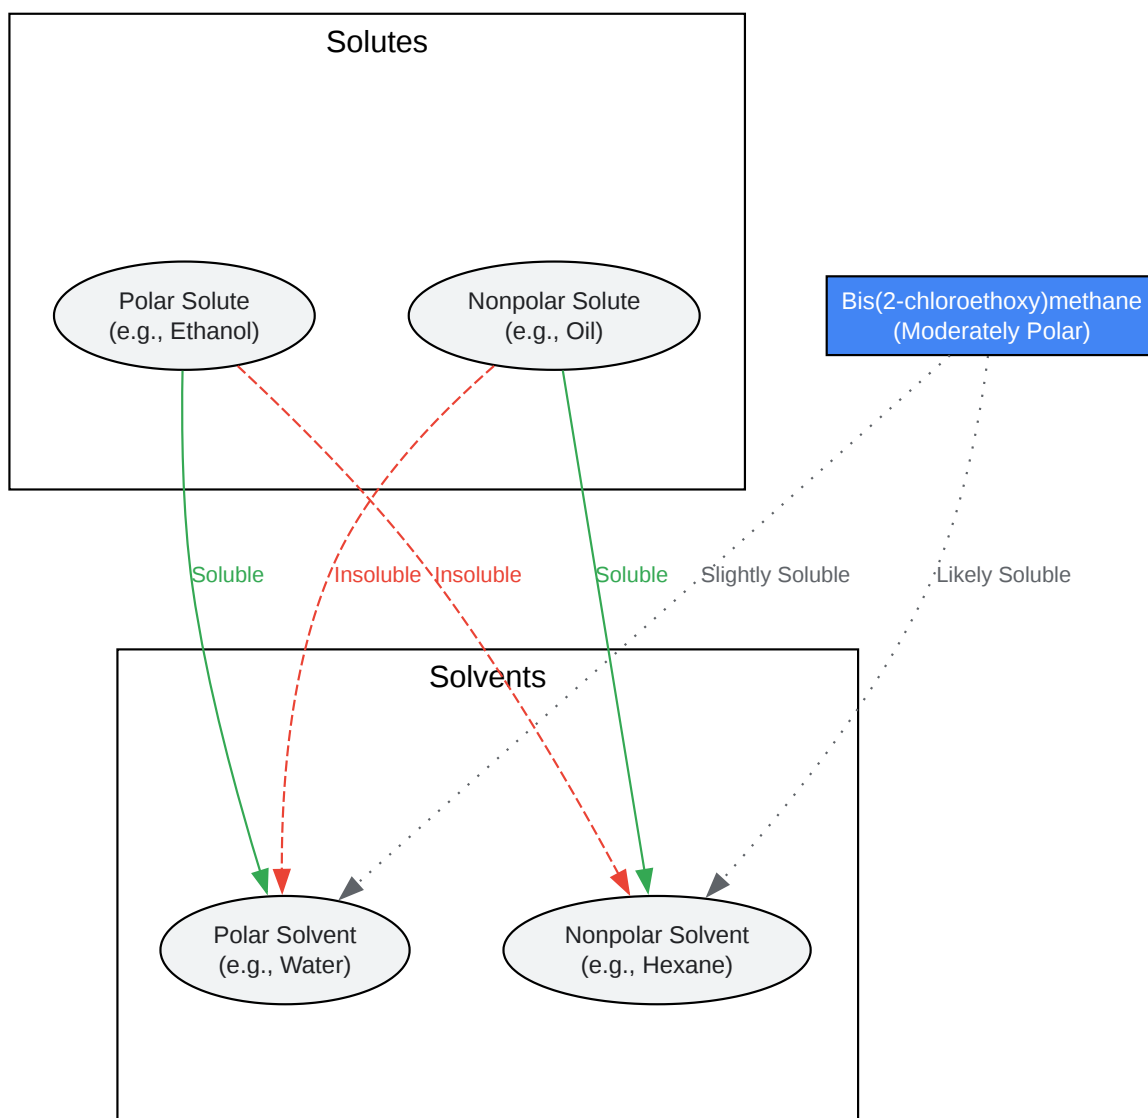 Solutes
Polar Solute
(e.g., Ethanol)
Nonpolar Solute
(e.g., Oil)
Bis(2-chloroethoxy)methane
(Moderately Polar)
Soluble
Insoluble
Insoluble
Soluble
Slightly Soluble
Likely Soluble
Solvents
Polar Solvent
(e.g., Water)
Nonpolar Solvent
(e.g., Hexane)